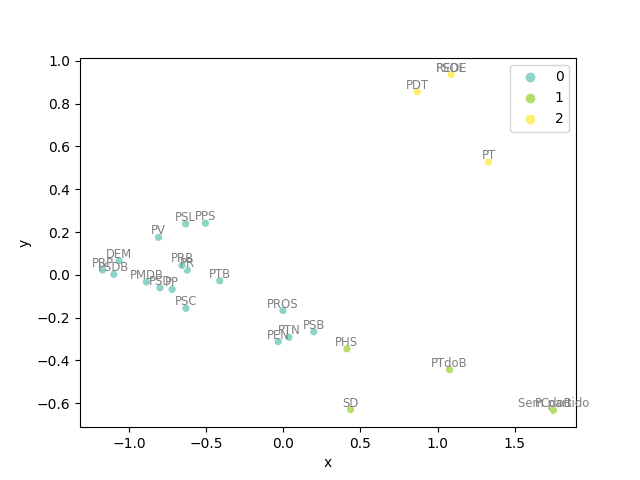 1.0
0.8
0.6
0.4
0.2
0.0
−0.2
−0.4
−0.6
y
−1.0
−0.5
0.0
0.5
1.0
1.5
x
0
1
2
PDT
REDE
PT
PSL
PPS
PV
DEM
PRP
PSDB
PRB
PR
PMDB
PSD
PP
PTB
PSC
PROS
PTN
PEN
PSB
PHS
PTdoB
SD
Sem partido
PCdoB